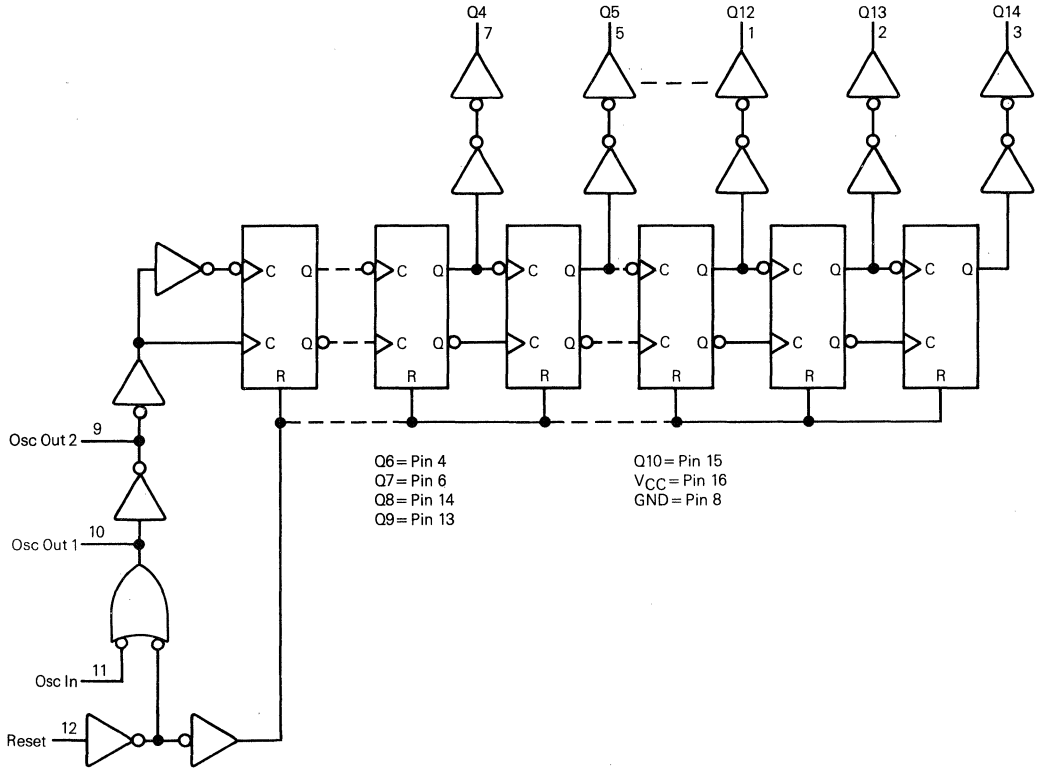 Q4 Q5 Q12 Q13 Q14
7 5 1 2 3
C Q C Q C Q C Q C Q C Q
C Q C Q C Q C Q C Q C Q
R R R R R R
9
Osc Out 2
Q6 = Pin 4
Q7 = Pin 6
Q8 = Pin 14
Q9 = Pin 13
Q10 = Pin 15
VCC = Pin 16
GND = Pin 8
10
Osc Out 1
11
Osc In
12
Reset